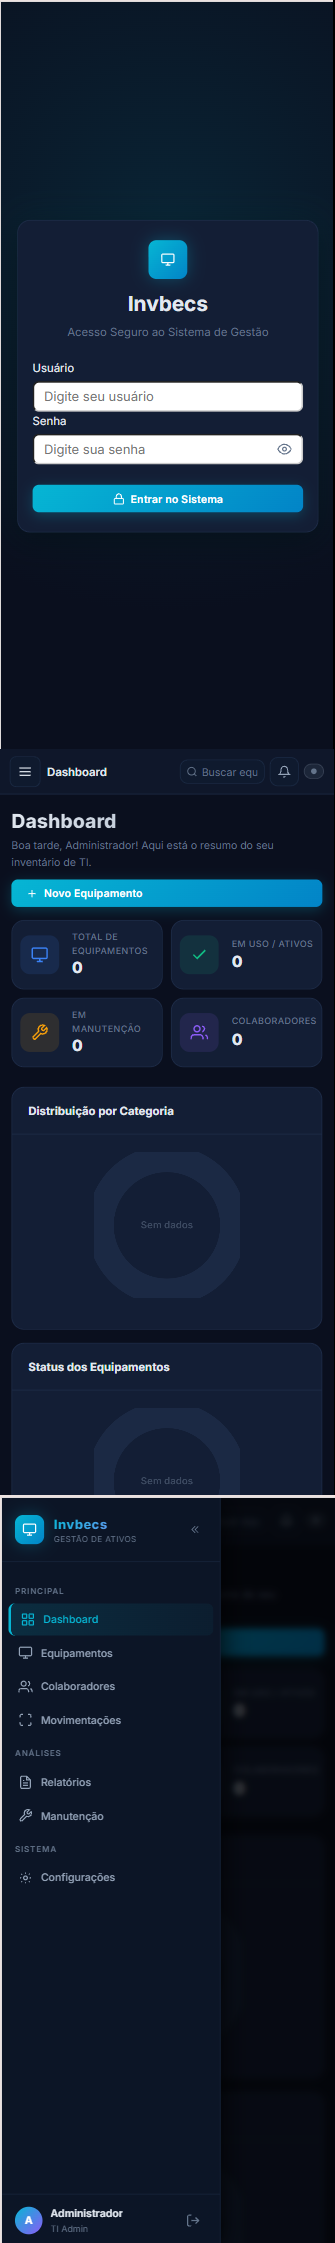 Invbecs
Acesso Seguro ao Sistema de Gestão
Usuário
Digite seu usuário
Senha
Digite sua senha
Entrar no Sistema
Dashboard
Buscar equ
Dashboard
Boa tarde, Administrador! Aqui está o resumo do seu
inventário de TI.
+ Novo Equipamento
TOTAL DE
EQUIPAMENTOS
0
EM USO / ATIVOS
0
EM
MANUTENÇÃO
0
COLABORADORES
0
Distribuição por Categoria
Sem dados
Status dos Equipamentos
Sem dados
Invbecs
GESTÃO DE ATIVOS
PRINCIPAL
Dashboard
Equipamentos
Colaboradores
Movimentações
ANÁLISES
Relatórios
Manutenção
SISTEMA
Configurações
A
Administrador
TI Admin